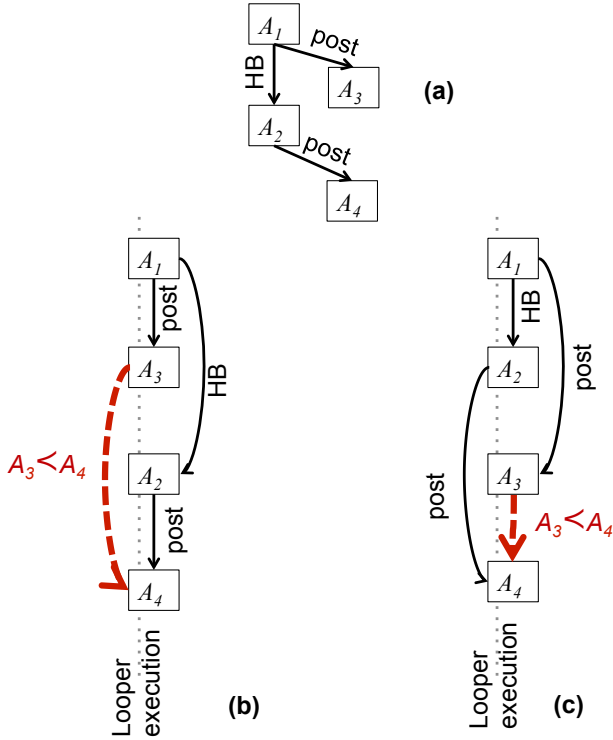 A1
post
HB
A3
(a)
A2
post
A4
A1
post
A3
HB
A3≺A4
A2
post
A4
Looper
execution
(b)
A1
HB
A2
post
A3
post
A3≺A4
A4
Looper
execution
(c)